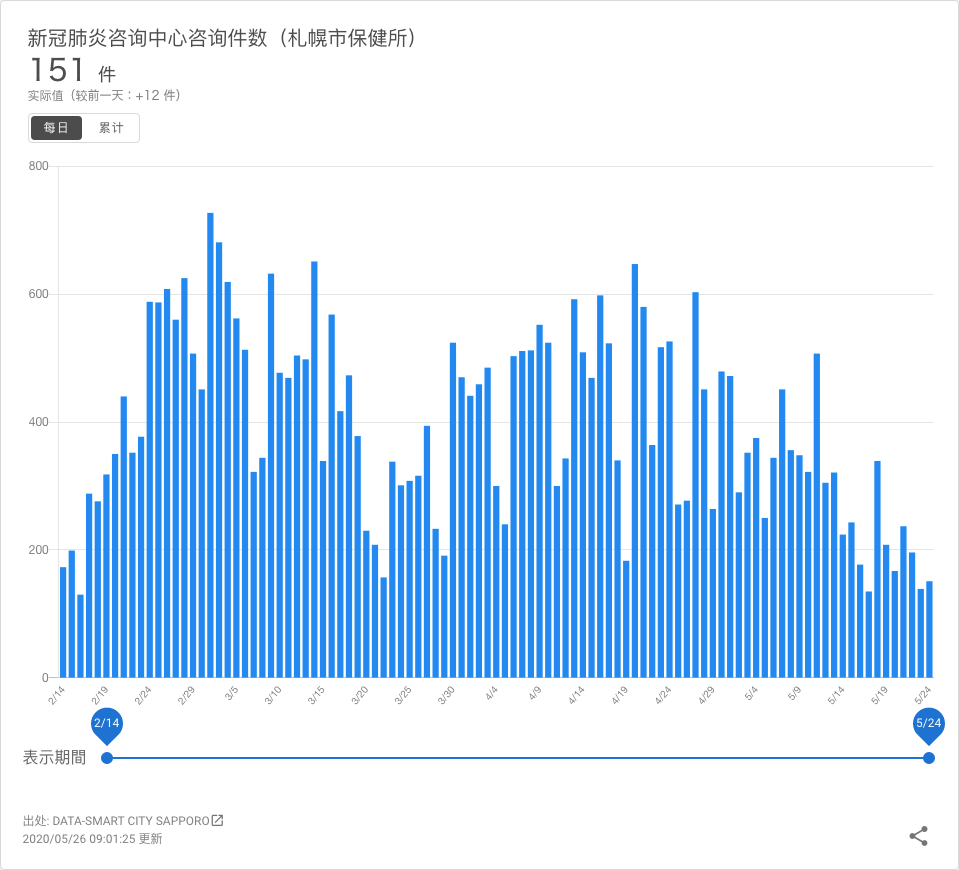 新冠肺炎咨询中心咨询件数（札幌市保健所）
151 件
实际值（较前一天：+12 件）
每日 累计
800
600
400
200
0
2/14 2/19 2/24 2/29 3/5 3/10 3/15 3/20 3/25 3/30 4/4 4/9 4/14 4/19 4/24 4/29 5/4 5/9 5/14 5/19 5/24
2/14 5/24
表示期間
出处: DATA-SMART CITY SAPPORO
2020/05/26 09:01:25 更新